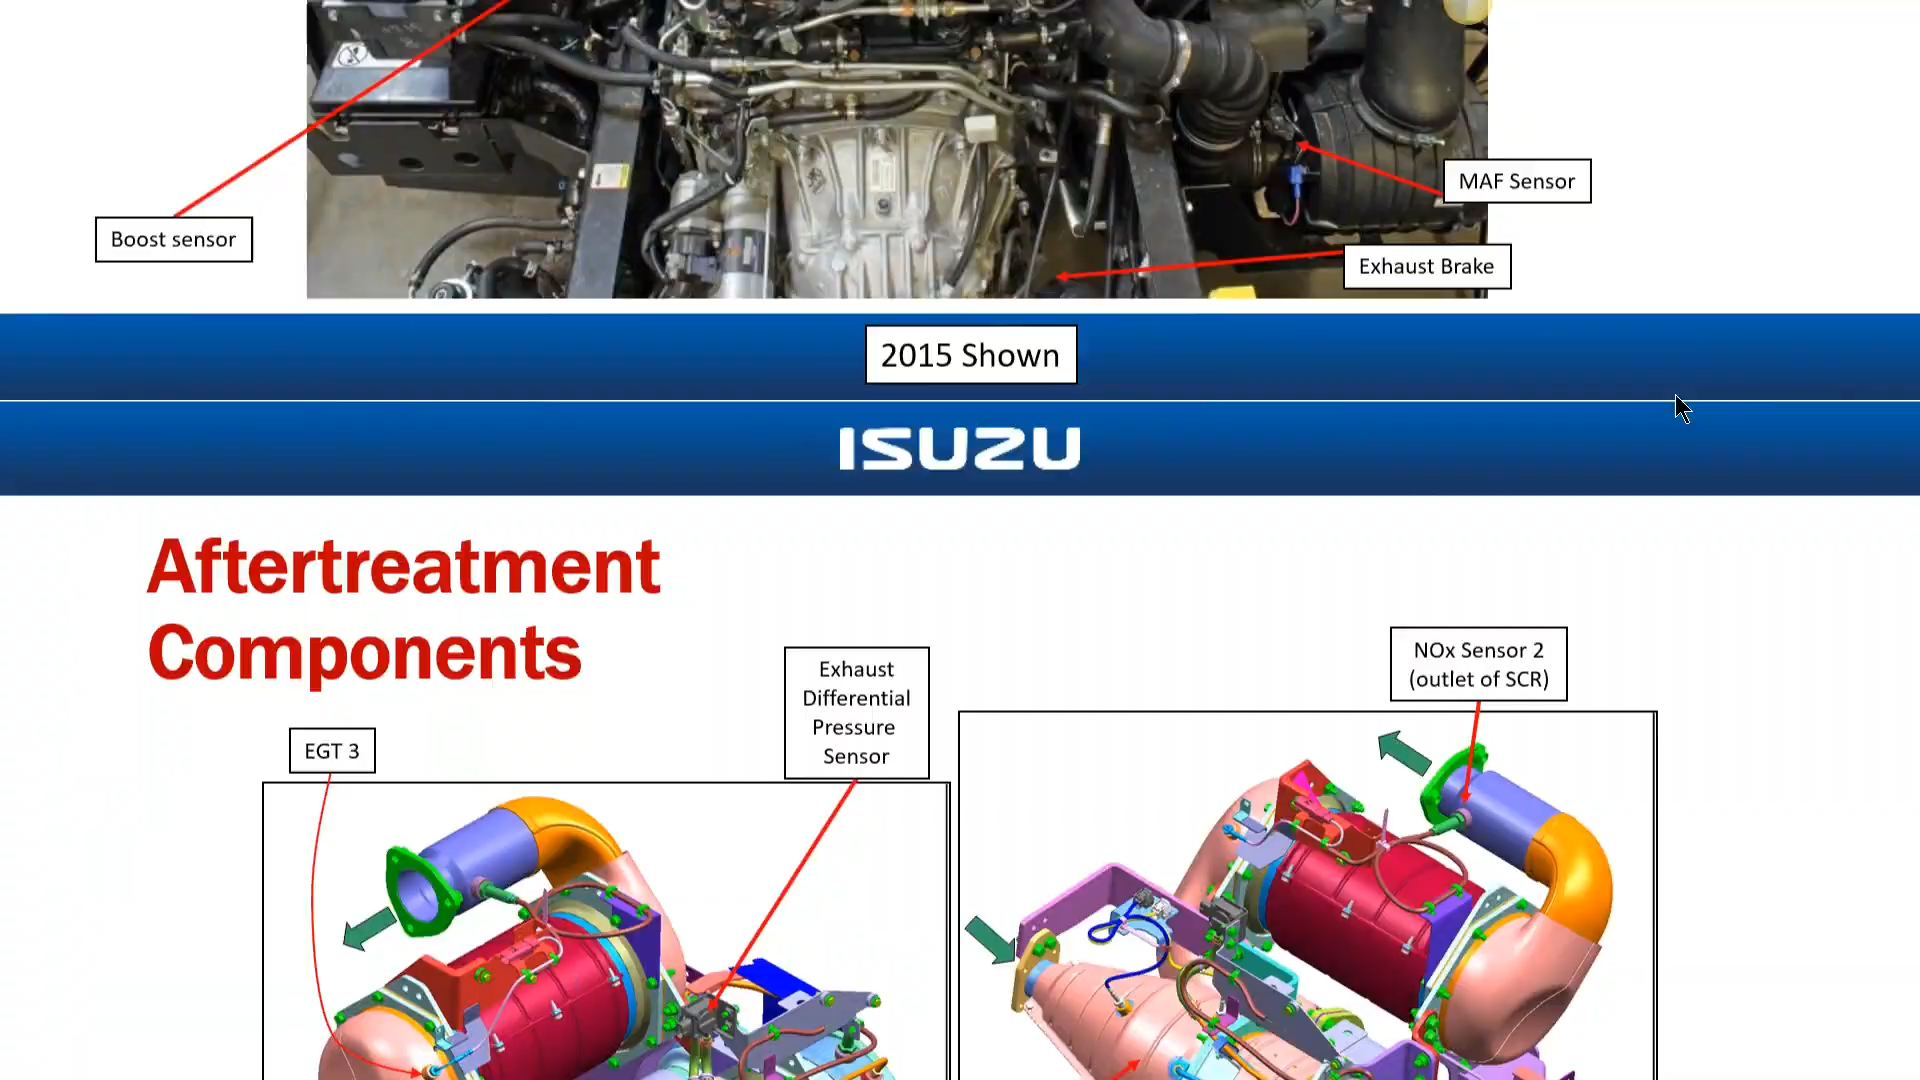 MAF Sensor
Boost sensor
Exhaust Brake
2015 Shown
ISUZU
Aftertreatment
Components
NOx Sensor 2
(outlet of SCR)
Exhaust
Differential
Pressure
Sensor
EGT 3